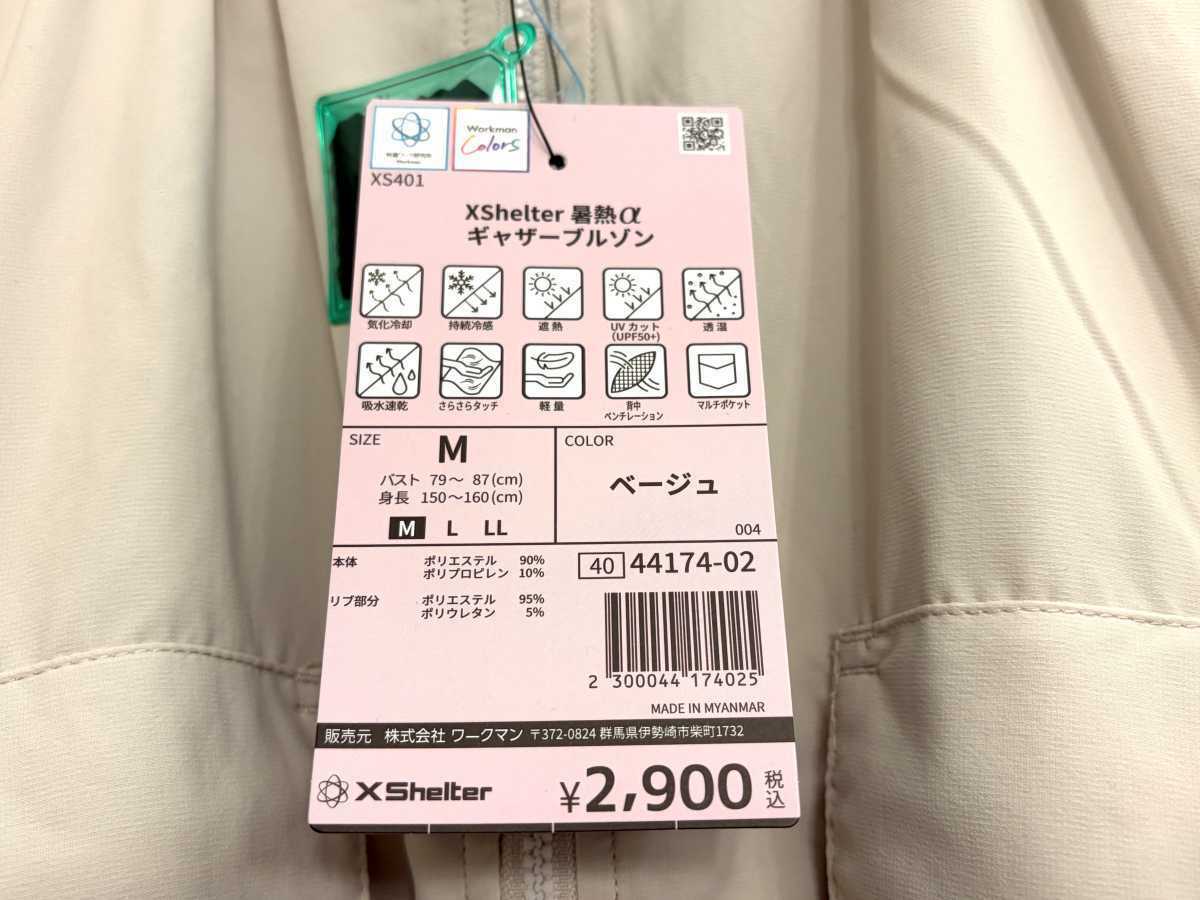 Workman
Colors
Workman
XS401
XShelter 暑熱α
ギャザーブルゾン
気化冷却
持続冷感
遮熱
UVカット
(UPF50+)
透湿
吸水速乾
さらさらタッチ
軽量
背中
ベンチレーション
マルチポケット
SIZE
M
バスト 79～ 87(cm)
身長 150～160(cm)
M L LL
COLOR
ベージュ
004
本体 ポリエステル 90%
ポリプロピレン 10%
リブ部分 ポリエステル 95%
ポリウレタン 5%
40 44174-02
2 300044 174025
MADE IN MYANMAR
販売元 株式会社 ワークマン 〒372-0824 群馬県伊勢崎市柴町1732
XShelter
¥2,900 税込